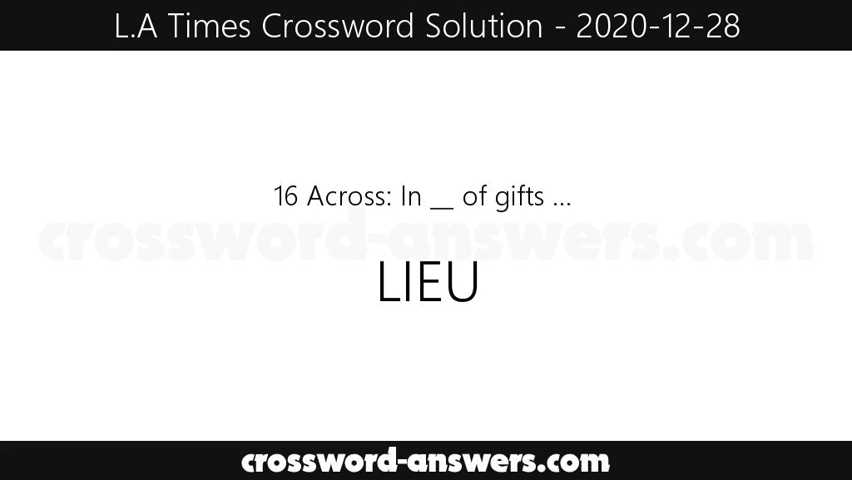 L.A Times Crossword Solution - 2020-12-28
16 Across: In __ of gifts ...
crossword-answers.com
LIEU
crossword-answers.com